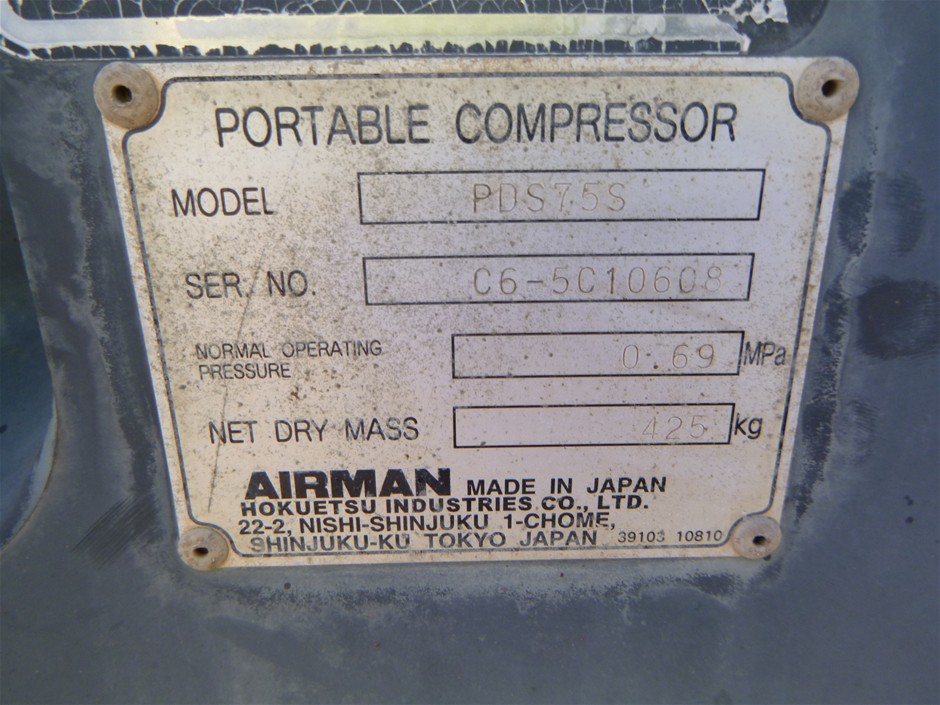 PORTABLE COMPRESSOR
MODEL PDS75S
SER. NO. C6-5C10608
NORMAL OPERATING
PRESSURE 0.69 MPa
NET DRY MASS 425 kg
AIRMAN MADE IN JAPAN
HOKUETSU INDUSTRIES CO., LTD.
22-2, NISHI-SHINJUKU 1-CHOME,
SHINJUKU-KU TOKYO JAPAN 39103 10810